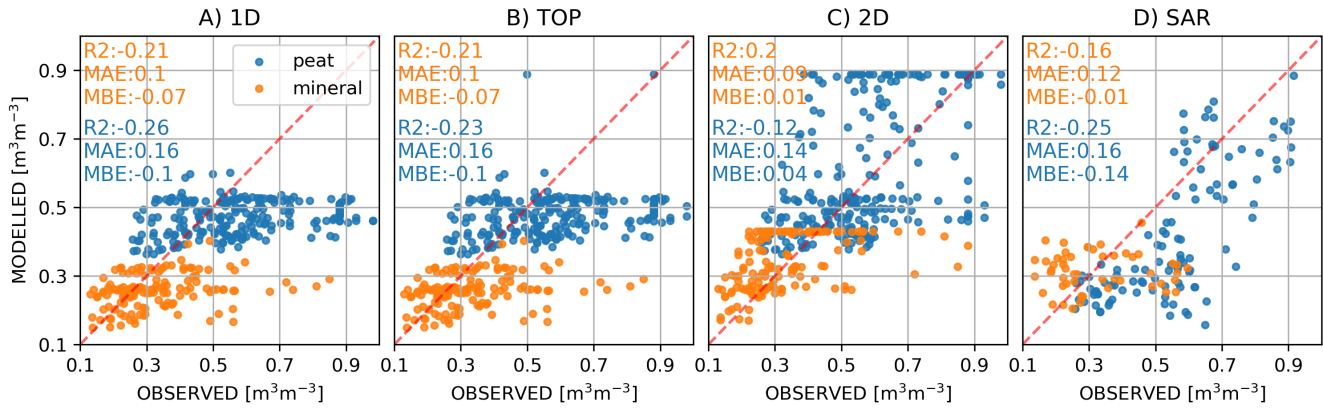 A) 1D
B) TOP
C) 2D
D) SAR
MODELLED [m³m⁻³]
0.9
0.7
0.5
0.3
0.1
R2:-0.21
MAE:0.1
MBE:-0.07
R2:-0.26
MAE:0.16
MBE:-0.1
peat
mineral
R2:-0.21
MAE:0.1
MBE:-0.07
R2:-0.23
MAE:0.16
MBE:-0.1
R2:0.2
MAE:0.09
MBE:0.01
R2:-0.12
MAE:0.14
MBE:0.04
R2:-0.16
MAE:0.12
MBE:-0.01
R2:-0.25
MAE:0.16
MBE:-0.14
0.1 0.3 0.5 0.7 0.9
0.1 0.3 0.5 0.7 0.9
0.1 0.3 0.5 0.7 0.9
0.1 0.3 0.5 0.7 0.9
OBSERVED [m³m⁻³]
OBSERVED [m³m⁻³]
OBSERVED [m³m⁻³]
OBSERVED [m³m⁻³]